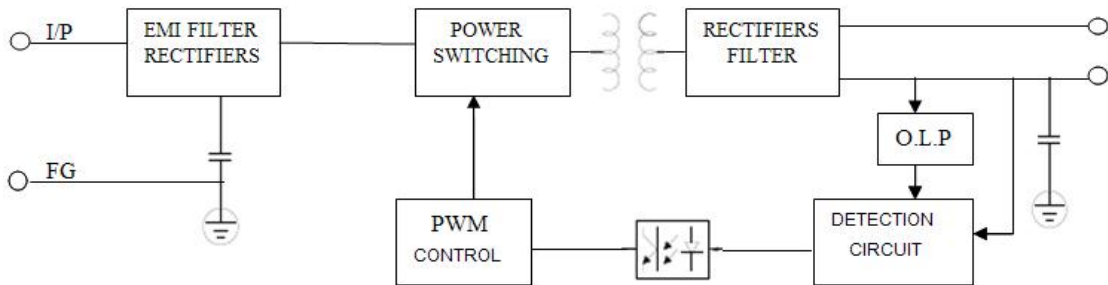 I/P
EMI FILTER
RECTIFIERS
POWER
SWITCHING
RECTIFIERS
FILTER
O.L.P
FG
PWM
CONTROL
DETECTION
CIRCUIT